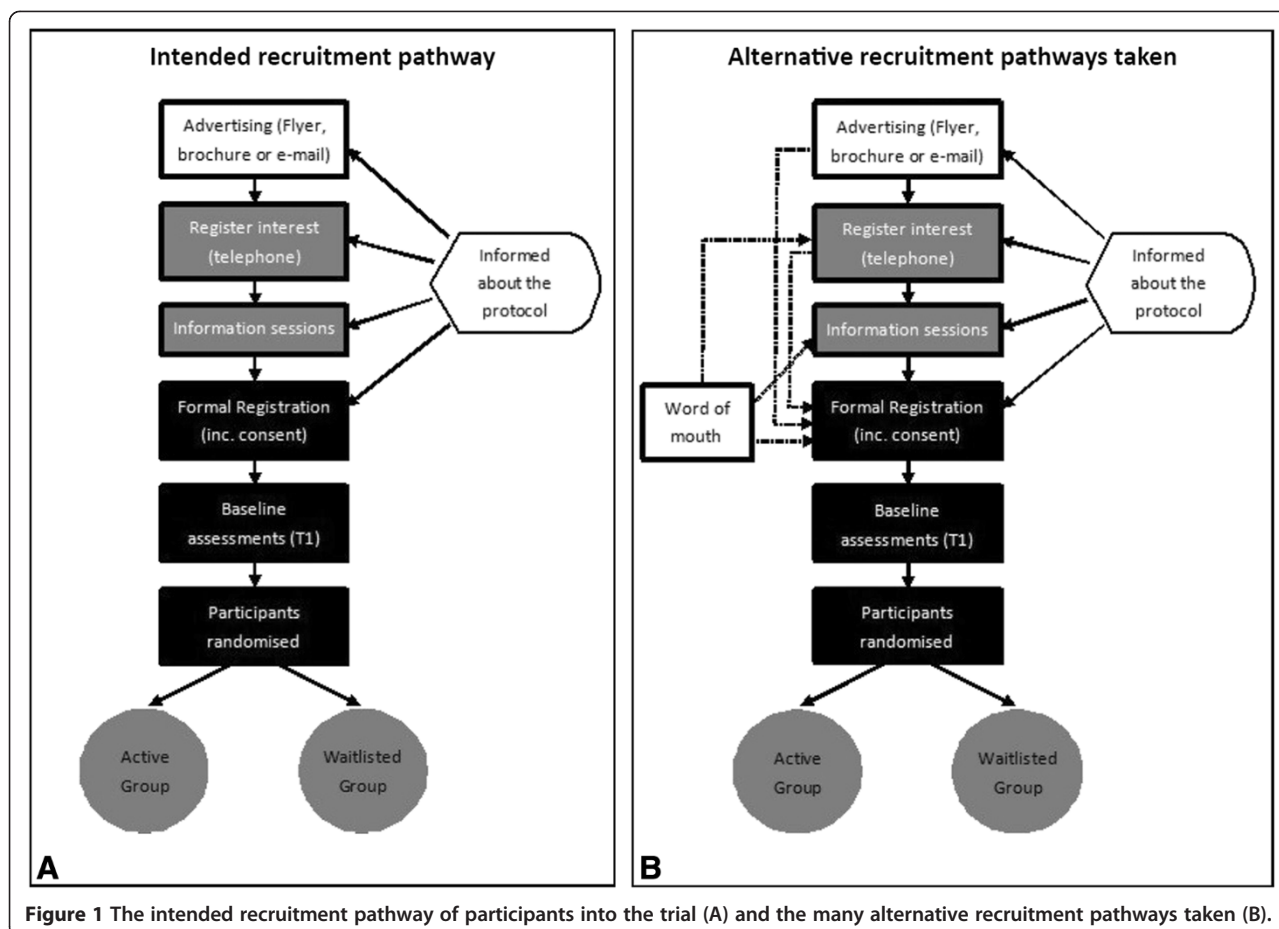 Intended recruitment pathway
Advertising (Flyer,
brochure or e-mail)
Register interest
(telephone)
Information sessions
Formal Registration
(inc. consent)
Baseline
assessments (T1)
Participants
randomised
Active
Group
Waitlisted
Group
Informed
about the
protocol
A
Alternative recruitment pathways taken
Advertising (Flyer,
brochure or e-mail)
Register interest
(telephone)
Information sessions
Word of
mouth
Formal Registration
(inc. consent)
Baseline
assessments (T1)
Participants
randomised
Active
Group
Waitlisted
Group
Informed
about the
protocol
B
Figure 1 The intended recruitment pathway of participants into the trial (A) and the many alternative recruitment pathways taken (B).